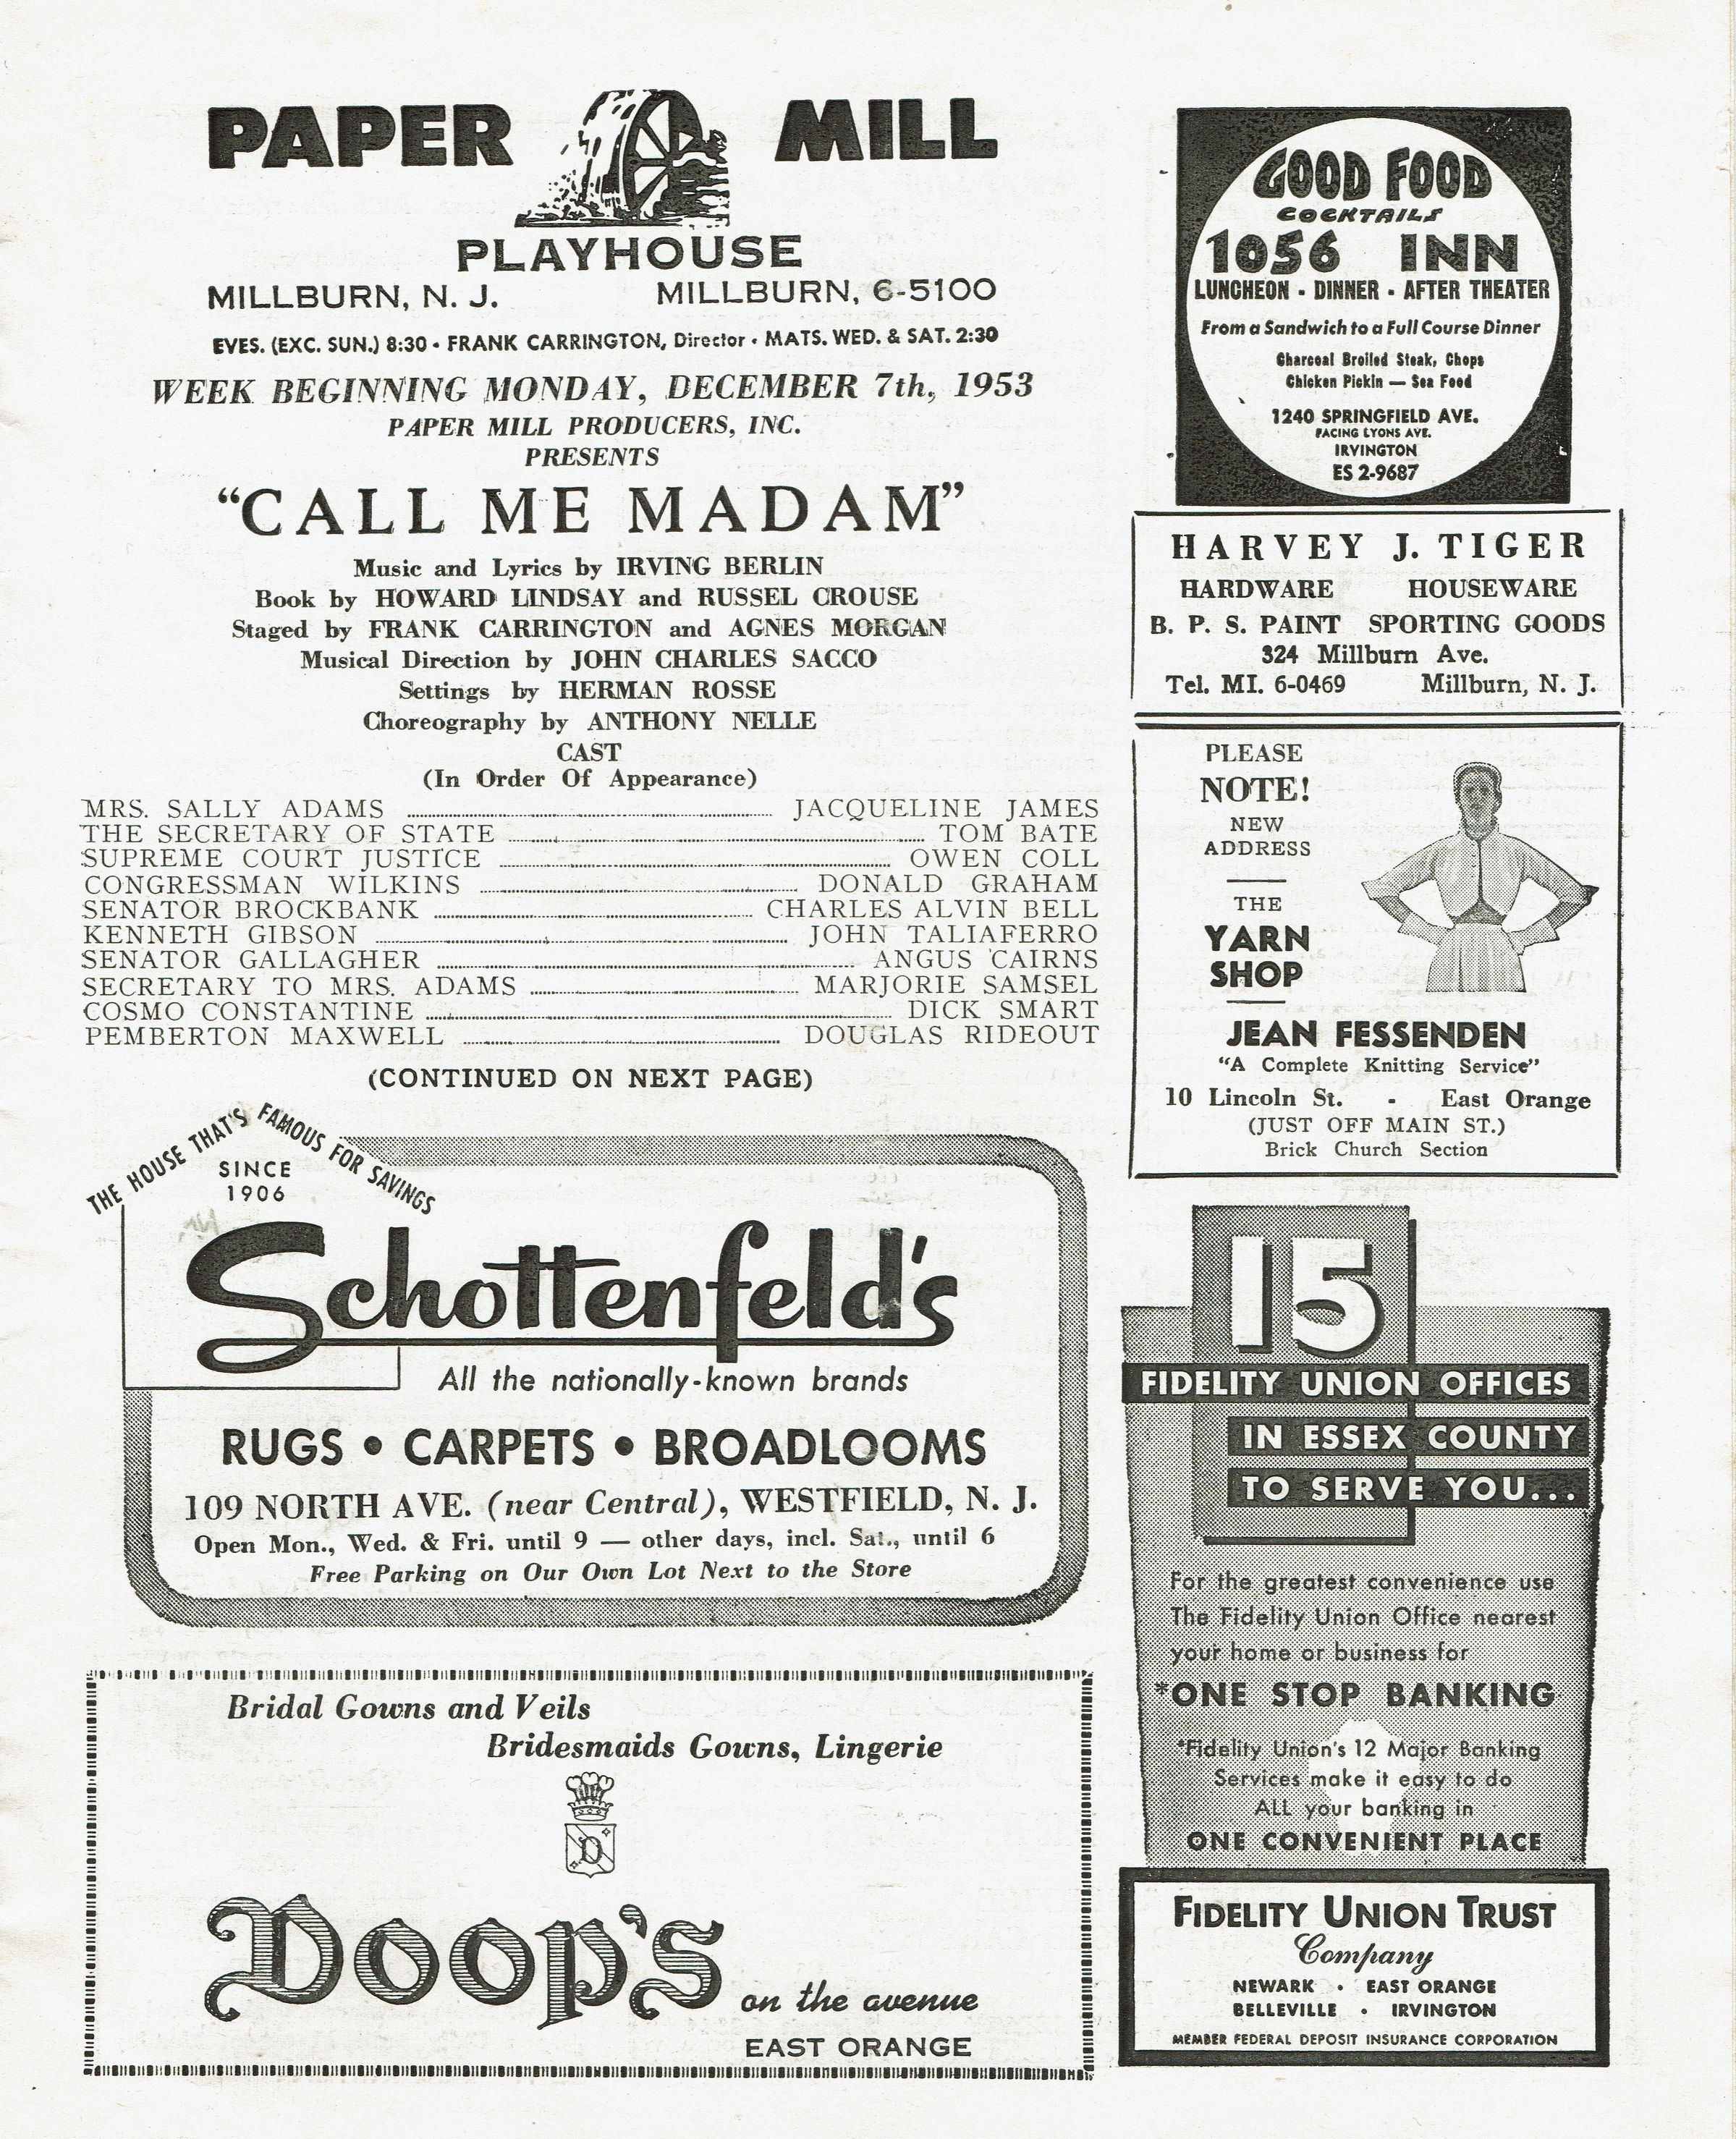 PAPER MILL
PLAYHOUSE
MILLBURN, N. J. MILLBURN, 6-5100
EVES. (EXC. SUN.) 8:30 • FRANK CARRINGTON, Director • MATS. WED. & SAT. 2:30
WEEK BEGINNING MONDAY, DECEMBER 7th, 1953
PAPER MILL PRODUCERS, INC.
PRESENTS
“CALL ME MADAM”
Music and Lyrics by IRVING BERLIN
Book by HOWARD LINDSAY and RUSSEL CROUSE
Staged by FRANK CARRINGTON and AGNES MORGAN
Musical Direction by JOHN CHARLES SACCO
Settings by HERMAN ROSSE
Choreography by ANTHONY NELLE
CAST
(In Order Of Appearance)
MRS. SALLY ADAMS JACQUELINE JAMES
THE SECRETARY OF STATE TOM BATE
SUPREME COURT JUSTICE OWEN COLL
CONGRESSMAN WILKINS DONALD GRAHAM
SENATOR BROCKBANK CHARLES ALVIN BELL
KENNETH GIBSON JOHN TALIAFERRO
SENATOR GALLAGHER ANGUS CAIRNS
SECRETARY TO MRS. ADAMS MARJORIE SAMSEL
COSMO CONSTANTINE DICK SMART
PEMBERTON MAXWELL DOUGLAS RIDEOUT
(CONTINUED ON NEXT PAGE)
THE HOUSE THAT'S FAMOUS FOR SAVINGS
SINCE
1906
Schottenfeld's
All the nationally-known brands
RUGS • CARPETS • BROADLOOMS
109 NORTH AVE. (near Central), WESTFIELD, N. J.
Open Mon., Wed. & Fri. until 9 — other days, incl. Sat., until 6
Free Parking on Our Own Lot Next to the Store
Bridal Gowns and Veils
Bridesmaids Gowns, Lingerie
D
Doop's on the avenue
EAST ORANGE
GOOD FOOD
COCKTAILS
1056 INN
LUNCHEON - DINNER - AFTER THEATER
From a Sandwich to a Full Course Dinner
Charcoal Broiled Steak, Chops
Chicken Pickin — Sea Food
1240 SPRINGFIELD AVE.
FACING LYONS AVE.
IRVINGTON
ES 2-9687
HARVEY J. TIGER
HARDWARE HOUSEWARE
B. P. S. PAINT SPORTING GOODS
324 Millburn Ave.
Tel. MI. 6-0469 Millburn, N. J.
PLEASE
NOTE!
NEW
ADDRESS
THE
YARN
SHOP
JEAN FESSENDEN
“A Complete Knitting Service”
10 Lincoln St. - East Orange
(JUST OFF MAIN ST.)
Brick Church Section
15
FIDELITY UNION OFFICES
IN ESSEX COUNTY
TO SERVE YOU...
For the greatest convenience use
The Fidelity Union Office nearest
your home or business for
*ONE STOP BANKING
*Fidelity Union's 12 Major Banking
Services make it easy to do
ALL your banking in
ONE CONVENIENT PLACE
FIDELITY UNION TRUST
Company
NEWARK • EAST ORANGE
BELLEVILLE • IRVINGTON
MEMBER FEDERAL DEPOSIT INSURANCE CORPORATION